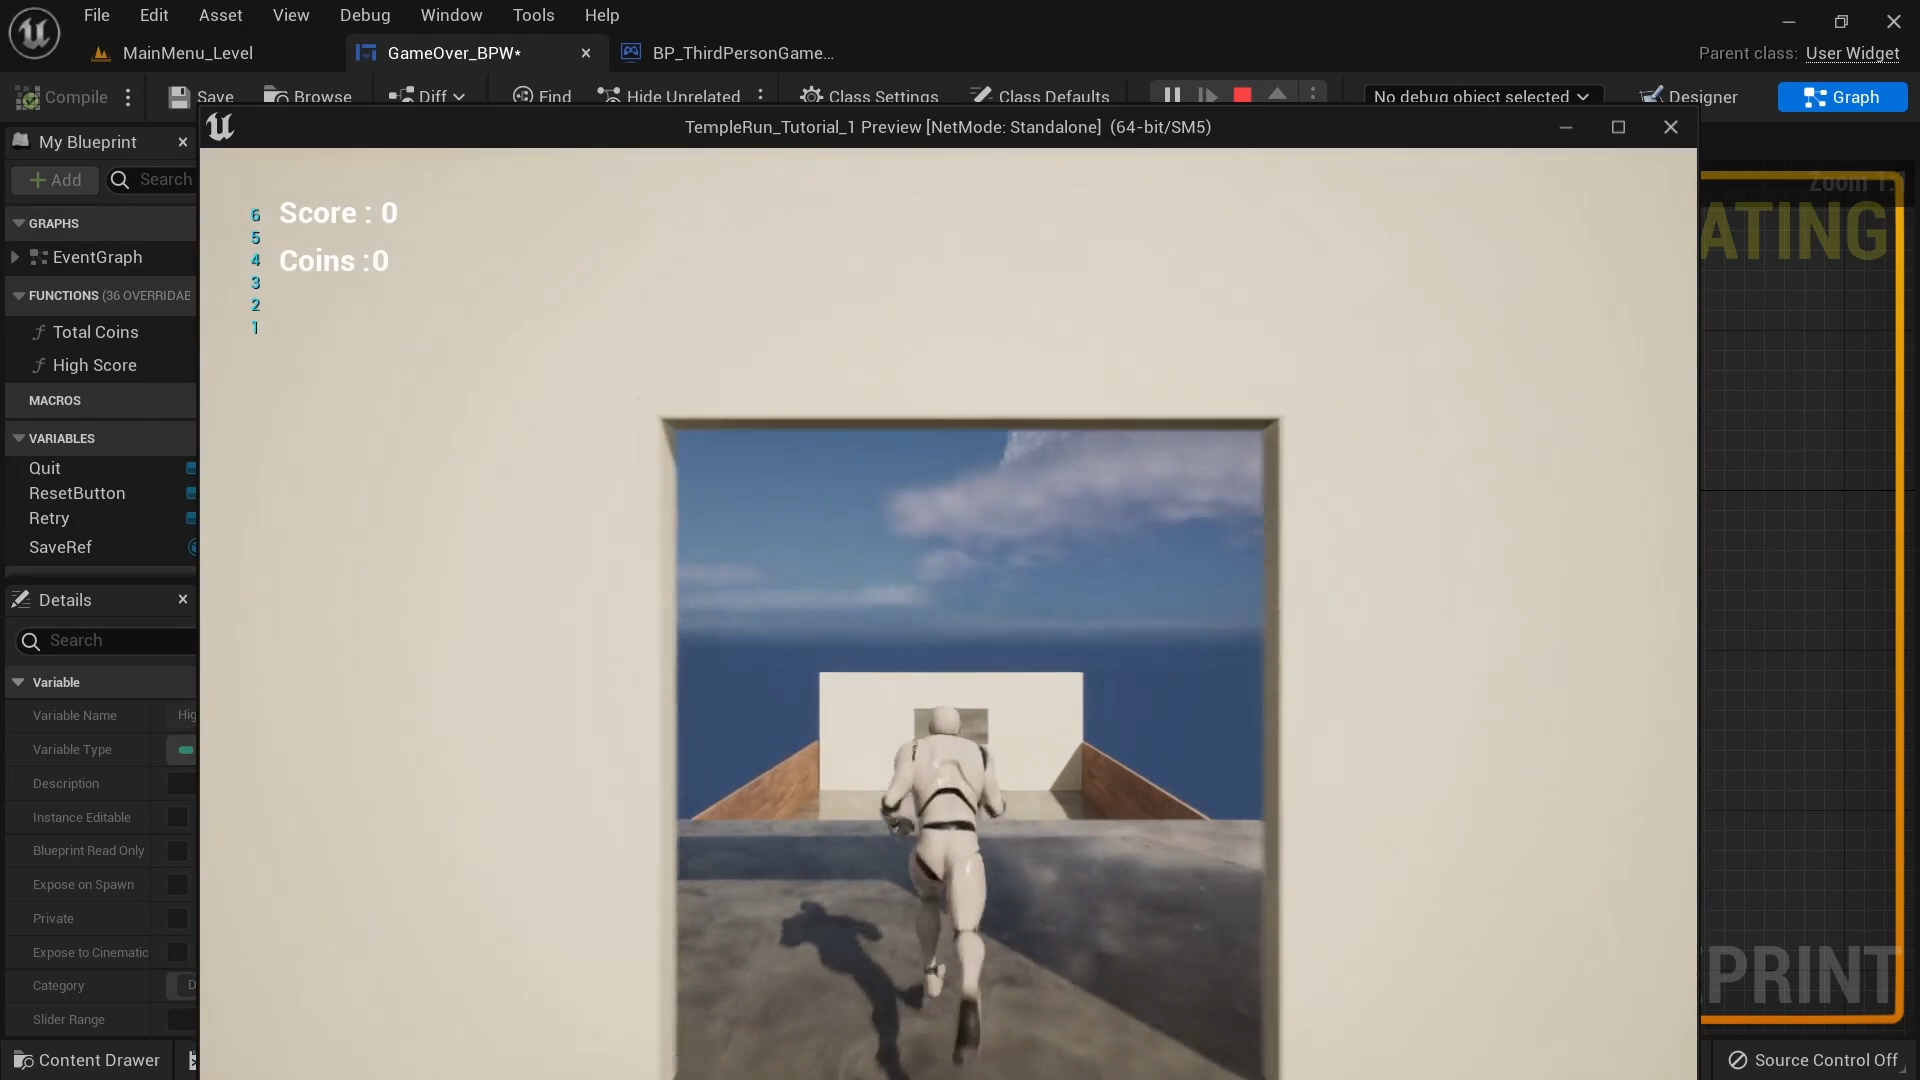 File Edit Asset View Debug Window Tools Help
MainMenu_Level GameOver_BPW* BP_ThirdPersonGame... Parent class: User Widget
Compile Save Browse Diff Find Hide Unrelated Class Settings Class Defaults No debug object selected Designer Graph
TempleRun_Tutorial_1 Preview [NetMode: Standalone] (64-bit/SM5)
My Blueprint
Add Search
GRAPHS
EventGraph
FUNCTIONS (36 OVERRIDAB
Total Coins
High Score
MACROS
VARIABLES
Quit
ResetButton
Retry
SaveRef
Details
Search
Variable
Variable Name Hig
Variable Type
Description
Instance Editable
Blueprint Read Only
Expose on Spawn
Private
Expose to Cinematic
Category D
Slider Range
Content Drawer
6 Score : 0
5
4 Coins :0
3
2
1
Zoom 1:
ATING
PRINT
Source Control Off